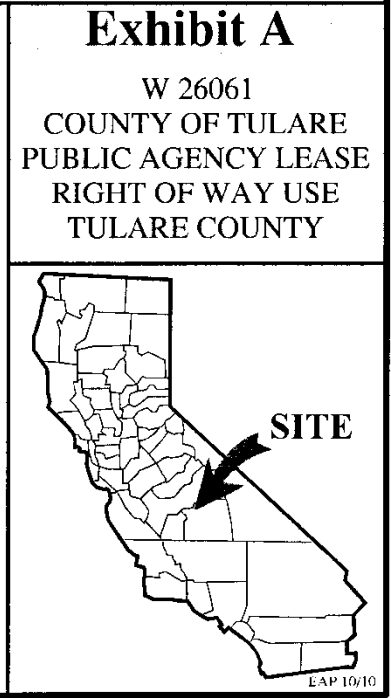 Exhibit A
W 26061
COUNTY OF TULARE
PUBLIC AGENCY LEASE
RIGHT OF WAY USE
TULARE COUNTY
SITE
EAP 10/10